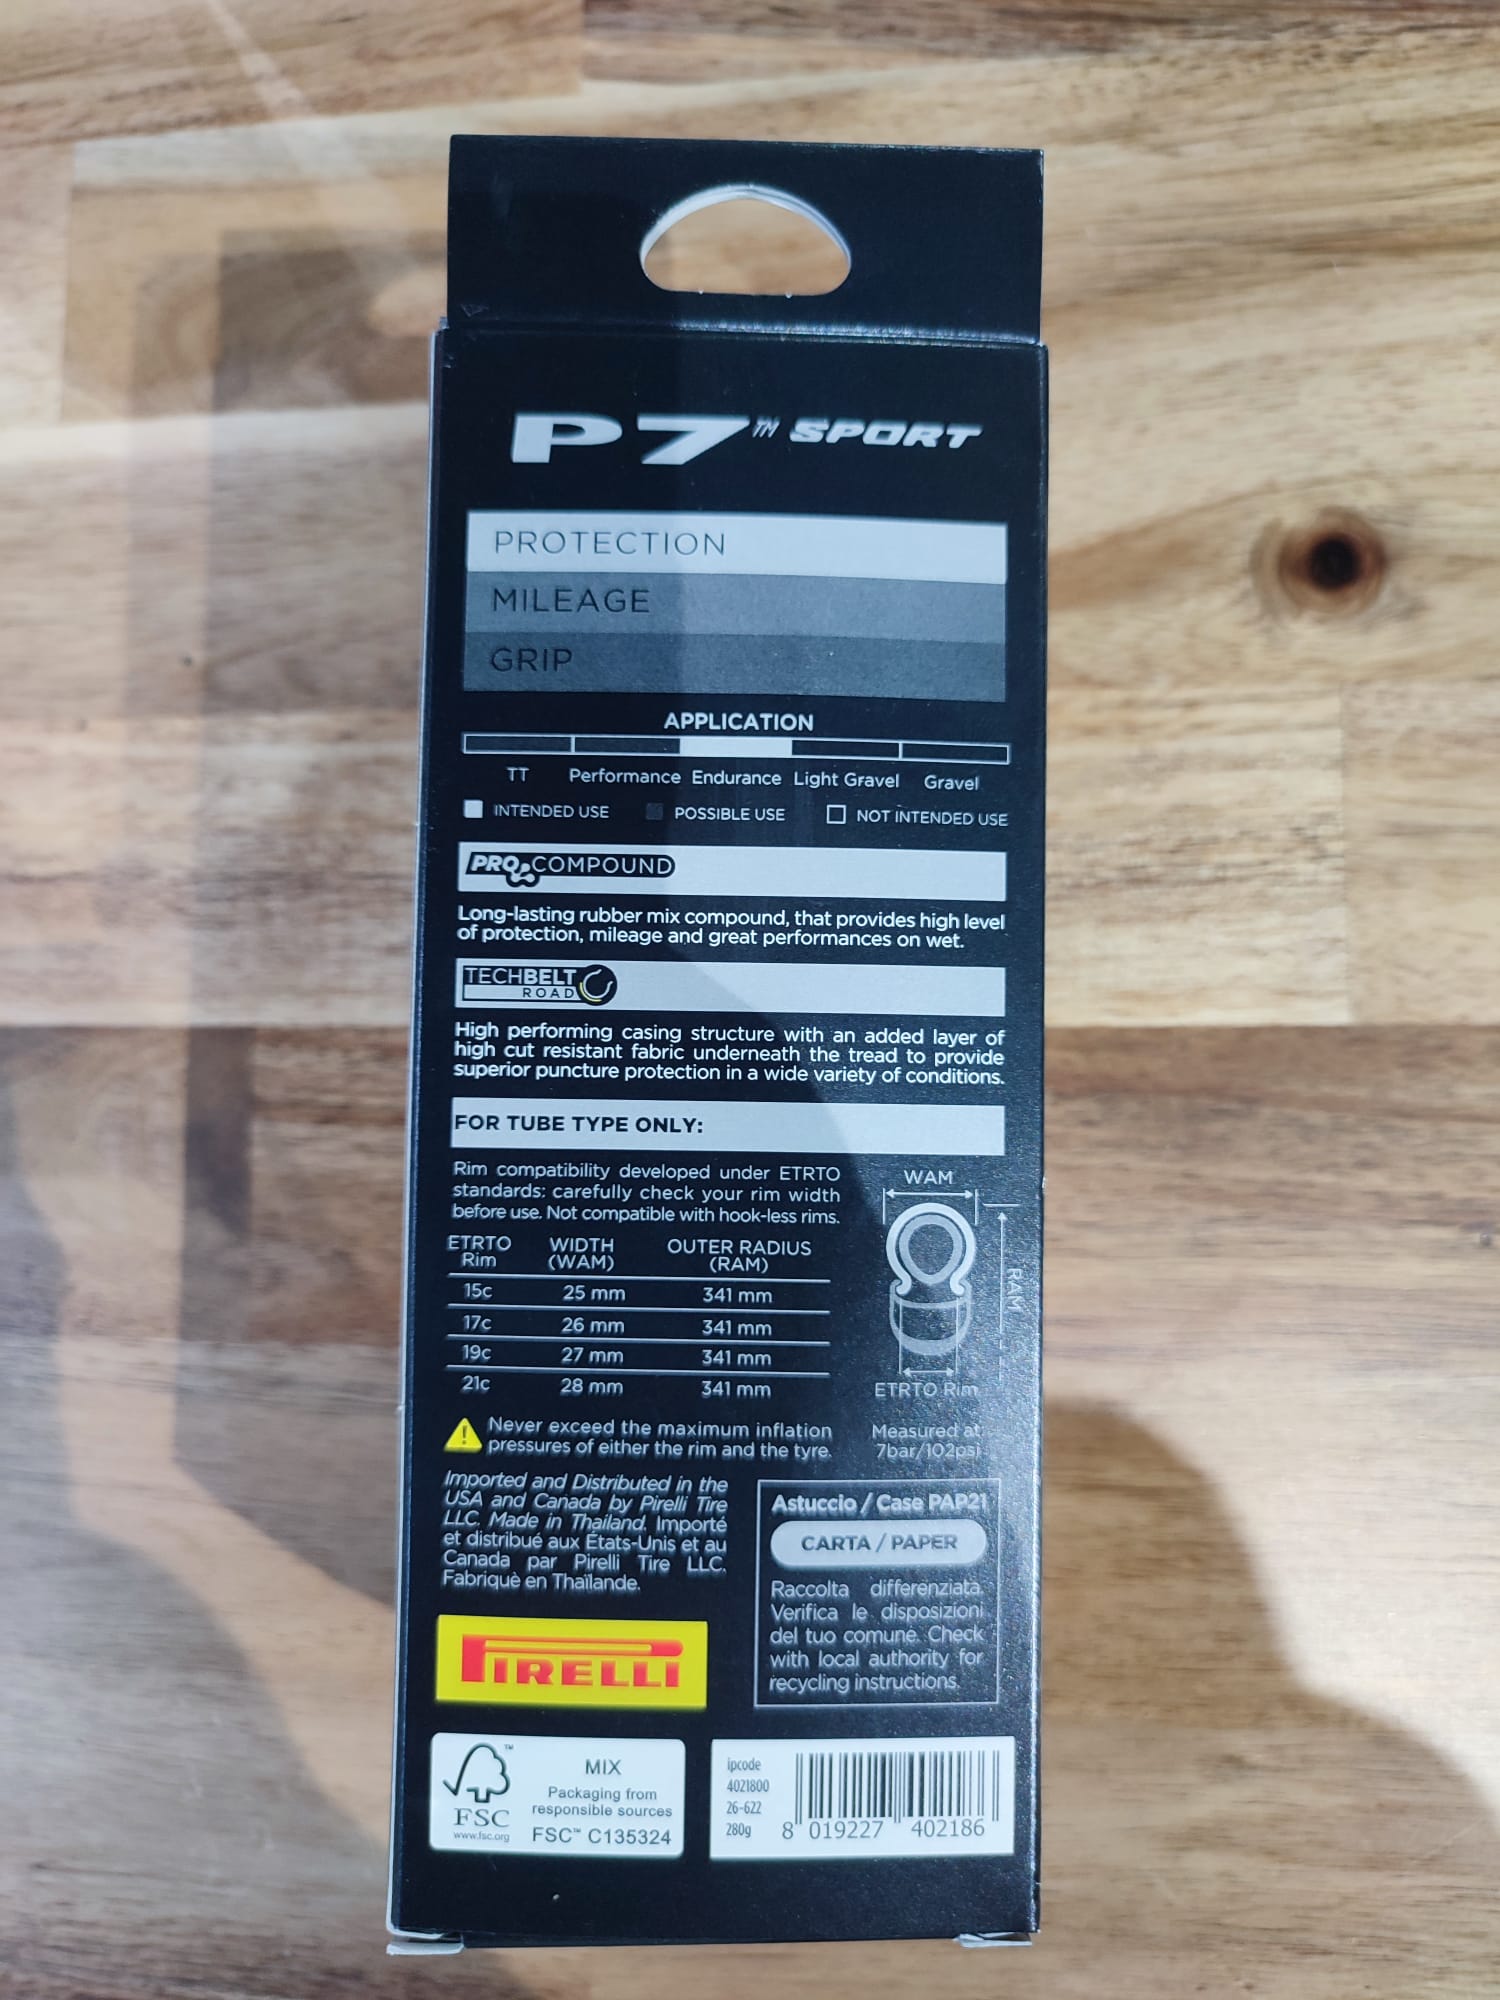 P7™ SPORT
PROTECTION
MILEAGE
GRIP
APPLICATION
TT Performance Endurance Light Gravel Gravel
INTENDED USE POSSIBLE USE NOT INTENDED USE
PRO COMPOUND
Long-lasting rubber mix compound, that provides high level
of protection, mileage and great performances on wet.
TECHBELT
ROAD
High performing casing structure with an added layer of
high cut resistant fabric underneath the tread to provide
superior puncture protection in a wide variety of conditions.
FOR TUBE TYPE ONLY:
Rim compatibility developed under ETRTO
standards: carefully check your rim width
before use. Not compatible with hook-less rims.
ETRTO Rim WIDTH (WAM) OUTER RADIUS (RAM)
15c 25 mm 341 mm
17c 26 mm 341 mm
19c 27 mm 341 mm
21c 28 mm 341 mm
WAM
RAM
ETRTO Rim
Measured at
7bar/102psi
Never exceed the maximum inflation
pressures of either the rim and the tyre.
Imported and Distributed in the
USA and Canada by Pirelli Tire
LLC. Made in Thailand. Importé
et distribué aux États-Unis et au
Canada par Pirelli Tire LLC.
Fabriquè en Thaïlande.
Astuccio / Case PAP21
CARTA / PAPER
Raccolta differenziata.
Verifica le disposizioni
del tuo comune. Check
with local authority for
recycling instructions.
PIRELLI
FSC
www.fsc.org
MIX
Packaging from
responsible sources
FSC™ C135324
ipcode
4021800
26-622
280g
8 019227 402186